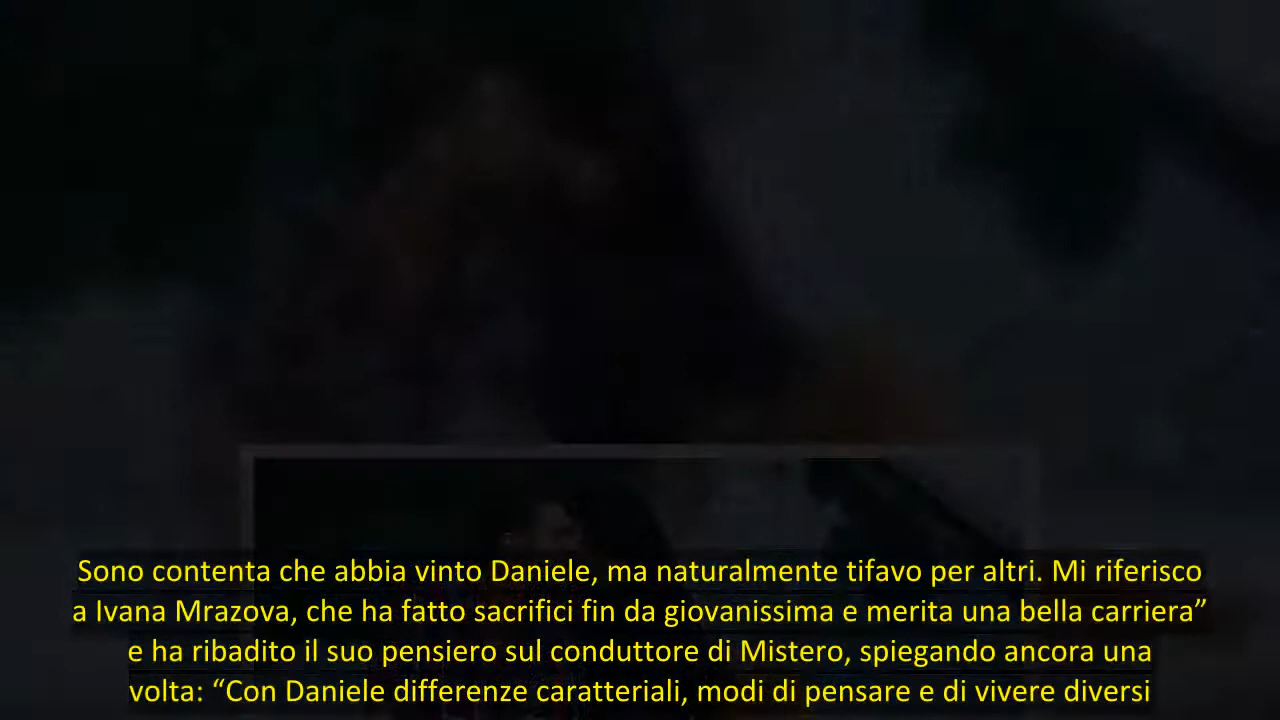 Sono contenta che abbia vinto Daniele, ma naturalmente tifavo per altri. Mi riferisco
a Ivana Mrazova, che ha fatto sacrifici fin da giovanissima e merita una bella carriera”
e ha ribadito il suo pensiero sul conduttore di Mistero, spiegando ancora una
volta: “Con Daniele differenze caratteriali, modi di pensare e di vivere diversi